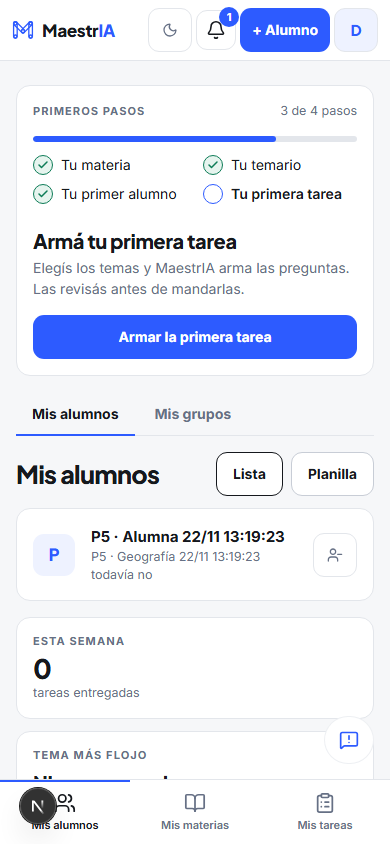 MaestrIA
1
+ Alumno
D
PRIMEROS PASOS
3 de 4 pasos
Tu materia
Tu temario
Tu primer alumno
Tu primera tarea
Armá tu primera tarea
Elegís los temas y MaestrIA arma las preguntas.
Las revisás antes de mandarlas.
Armar la primera tarea
Mis alumnos
Mis grupos
Mis alumnos
Lista
Planilla
P
P5 · Alumna 22/11 13:19:23
P5 · Geografía 22/11 13:19:23
todavía no
ESTA SEMANA
0
tareas entregadas
TEMA MÁS FLOJO
N
Mis alumnos
Mis materias
Mis tareas